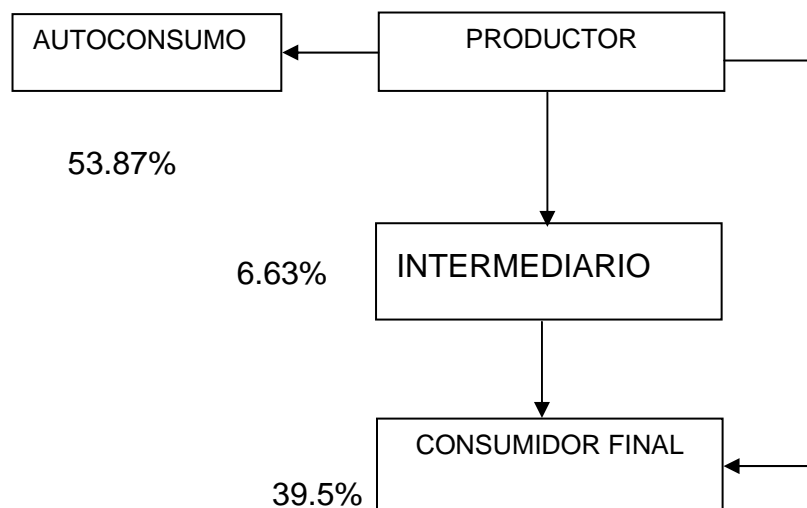 AUTOCONSUMO
PRODUCTOR
53.87%
6.63%
INTERMEDIARIO
CONSUMIDOR FINAL
39.5%